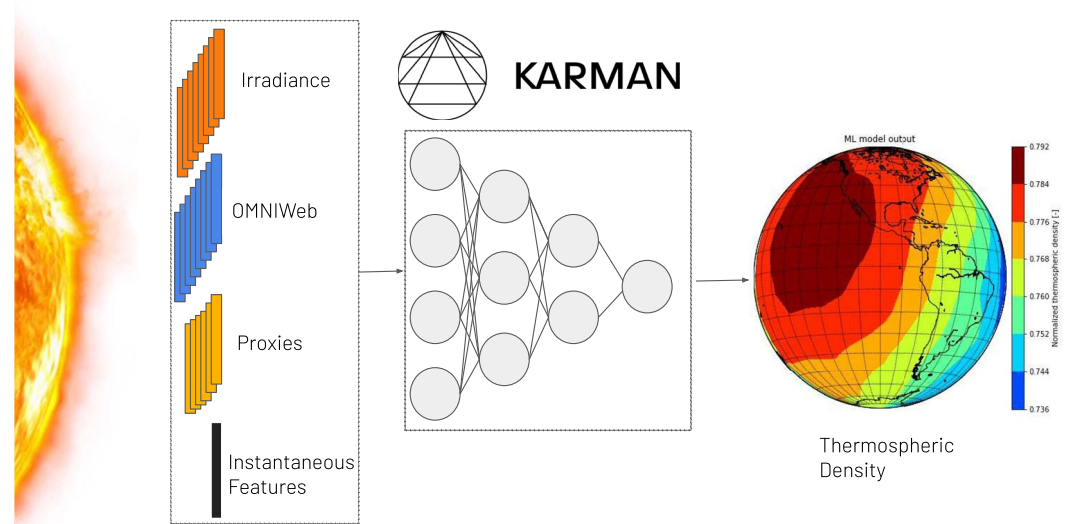 Irradiance
OMNIWeb
Proxies
Instantaneous
Features
KARMAN
ML model output
0.792
0.784
0.776
0.768
0.760
0.752
0.744
0.736
Normalized thermospheric density [-]
Thermospheric
Density